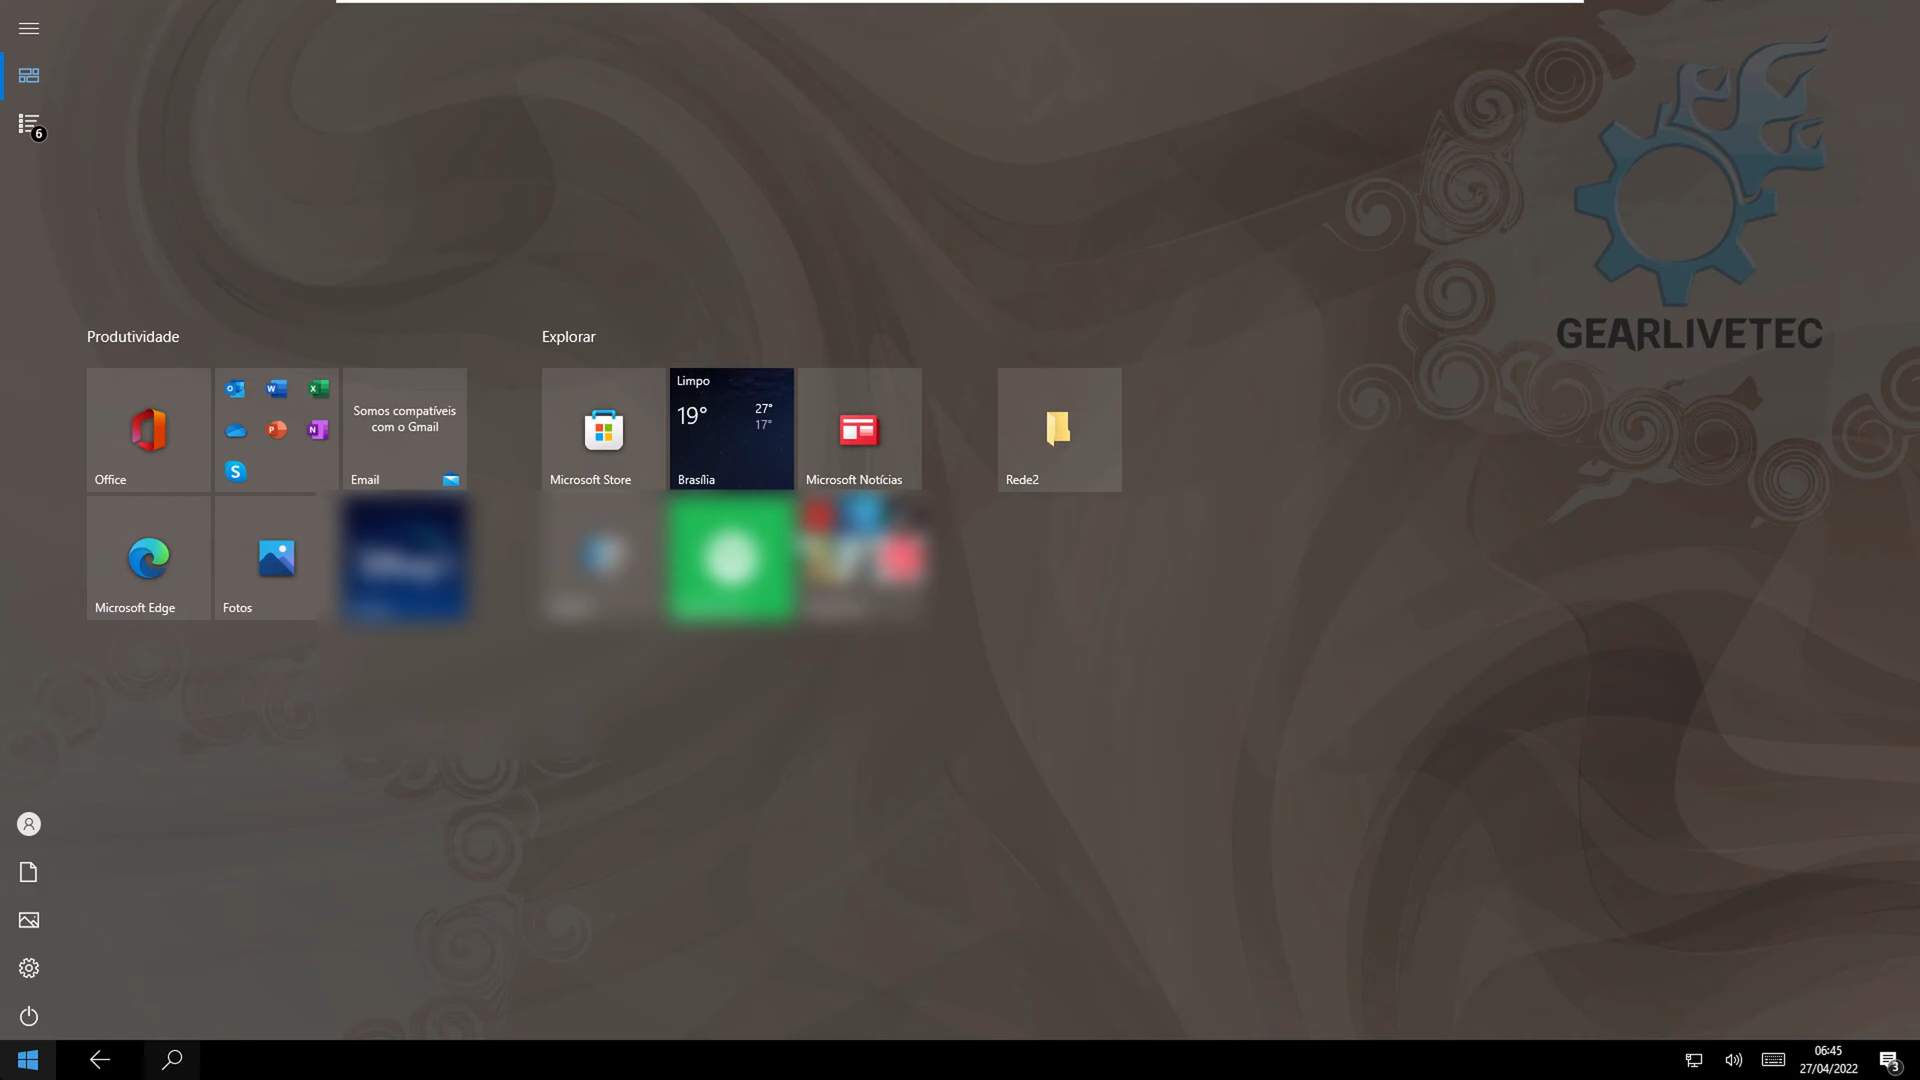 6
GEARLIVETEC
Produtividade
Explorar
Office
Somos compatíveis
com o Gmail
Email
Microsoft Store
Limpo
19°
27°
17°
Brasília
Microsoft Notícias
Rede2
Microsoft Edge
Fotos
06:45
27/04/2022
3